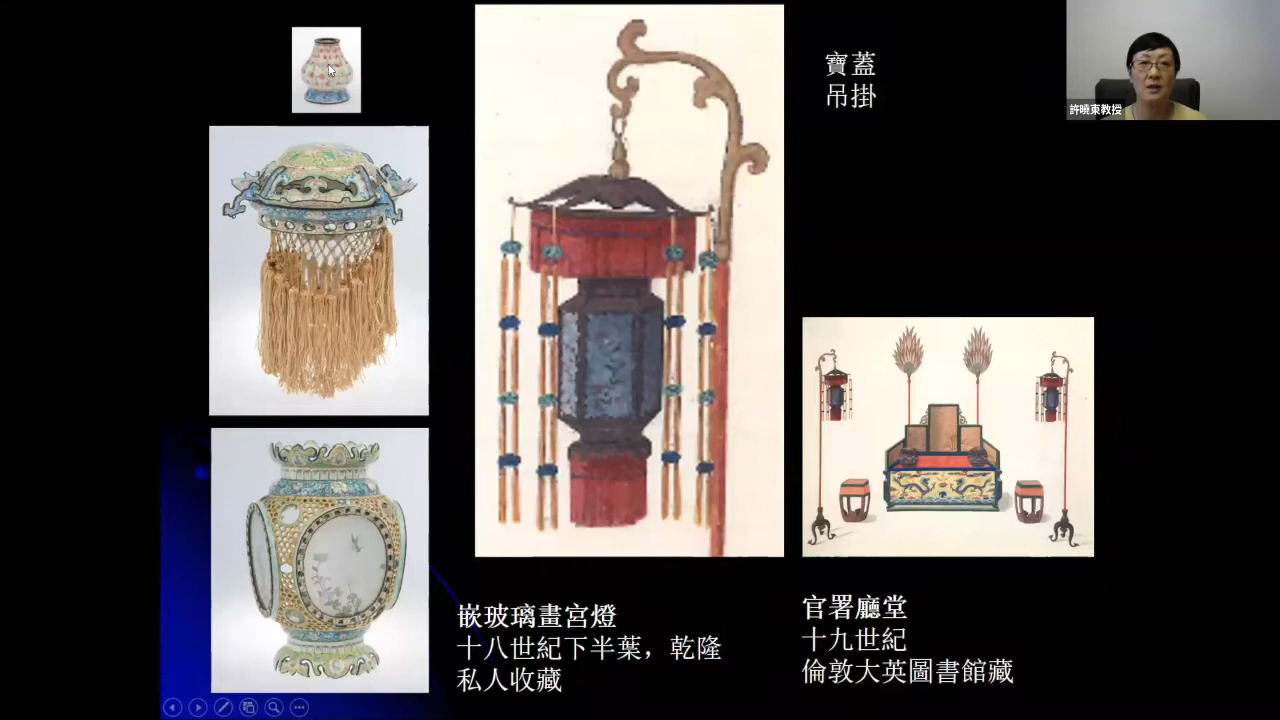 寶蓋
吊掛
許曉東教授
嵌玻璃畫宮燈
十八世紀下半葉，乾隆
私人收藏
官署廳堂
十九世紀
倫敦大英圖書館藏